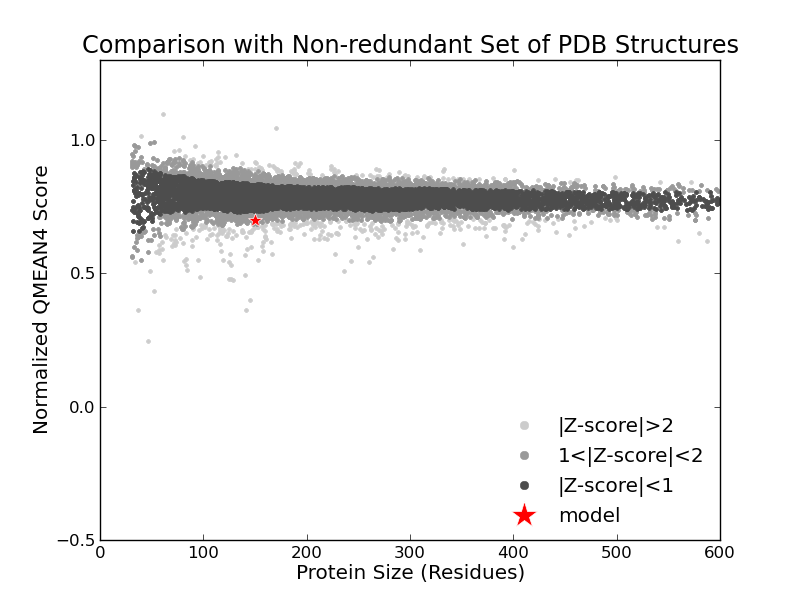 Comparison with Non-redundant Set of PDB Structures
Normalized QMEAN4 Score
1.0
0.5
0.0
−0.5
|Z-score|>2
1<|Z-score|<2
|Z-score|<1
model
0 100 200 300 400 500 600
Protein Size (Residues)